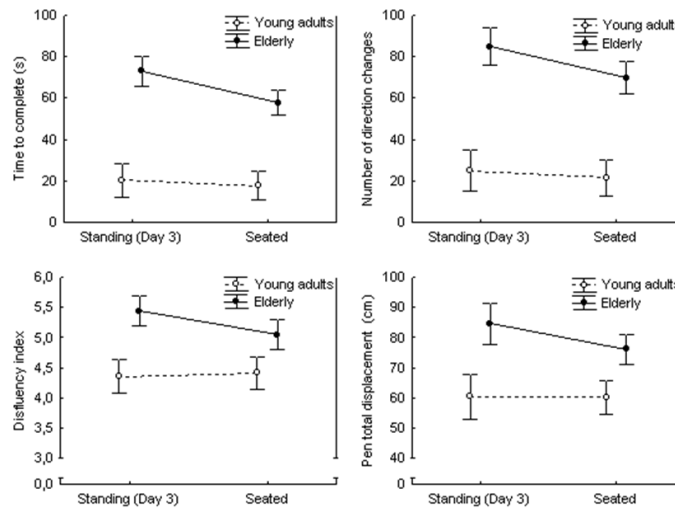 Time to complete (s)
100
80
60
40
20
0
Young adults
Elderly
Standing (Day 3)
Seated
Number of direction changes
100
80
60
40
20
0
Young adults
Elderly
Standing (Day 3)
Seated
Disfluency index
6,0
5,5
5,0
4,5
4,0
3,5
3,0
0,0
Young adults
Elderly
Standing (Day 3)
Seated
Pen total displacement (cm)
100
90
80
70
60
50
40
0
Young adults
Elderly
Standing (Day 3)
Seated